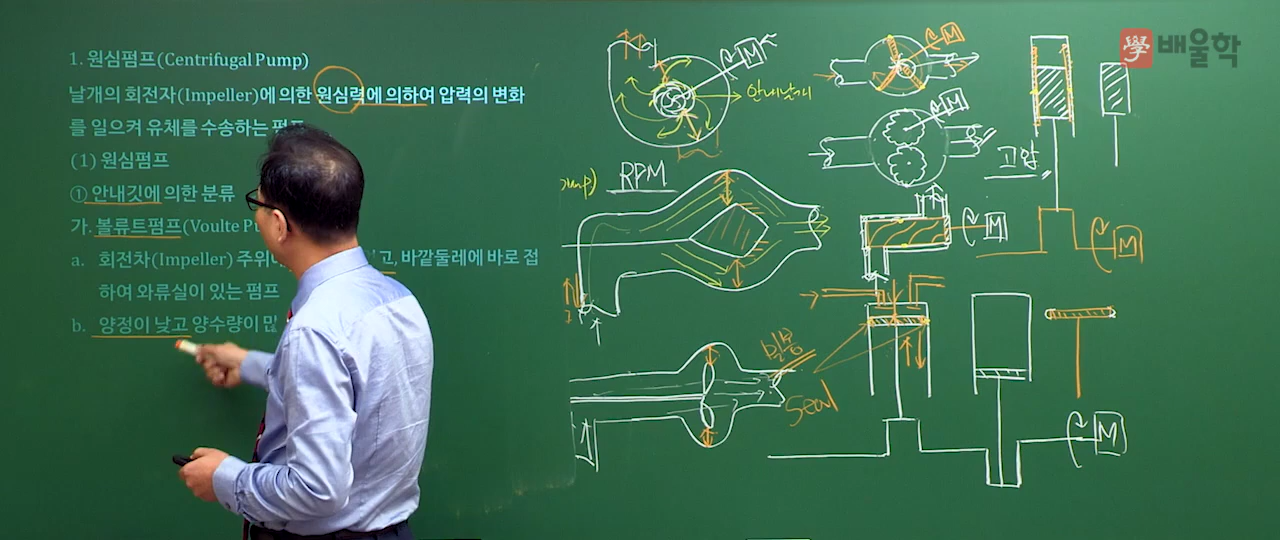 1. 원심펌프(Centrifugal Pump)
날개의 회전자(Impeller)에 의한 원심력에 의하여 압력의 변화
를 일으켜 유체를 수송하는 펌프
(1) 원심펌프
① 안내깃에 의한 분류
가. 볼류트펌프(Voulte
a. 회전차(Impeller) 주위에 고, 바깥둘레에 바로 접
하여 와류실이 있는 펌프
b. 양정이 낮고 양수량이 많
學 배울학
M
안내날개
M
M
고압
RPM
M
M
밀봉
Seal
M